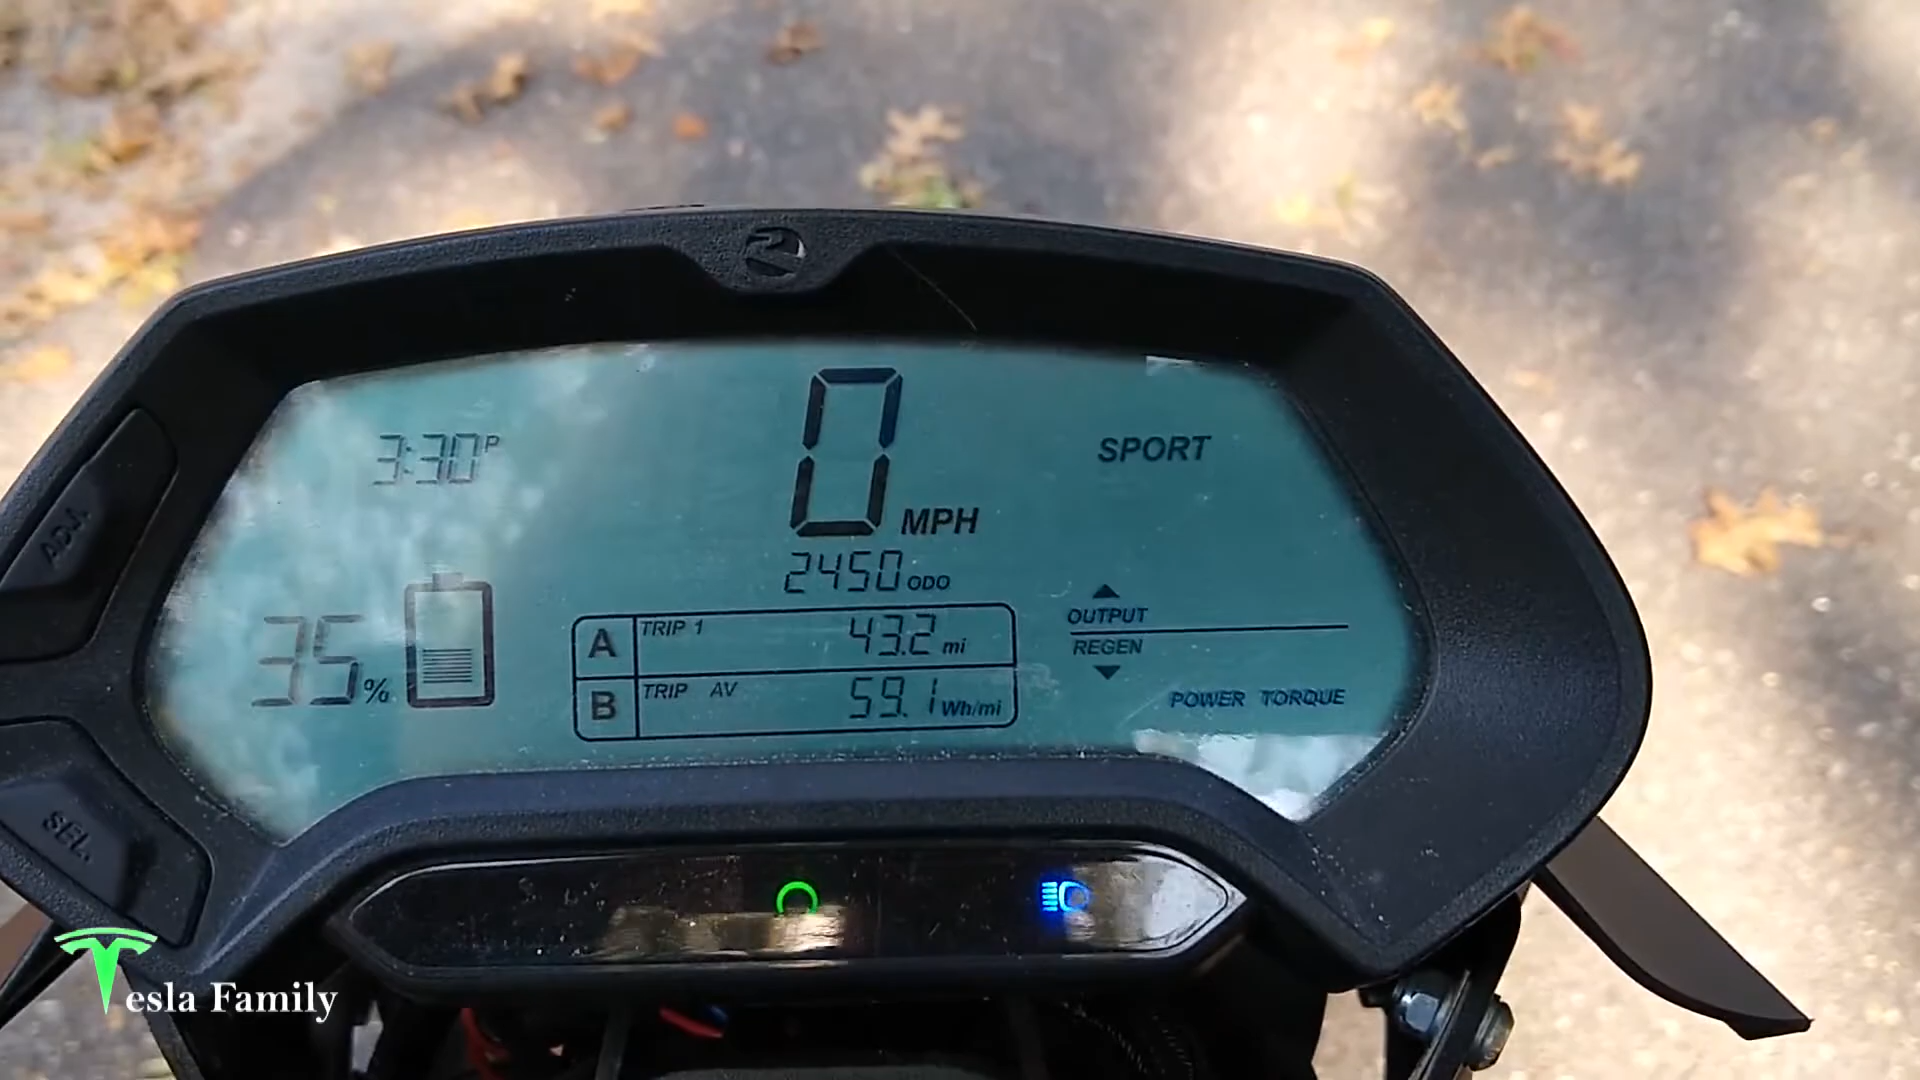 3:30 P
0 MPH
SPORT
2450 ODO
35 %
A TRIP 1 43.2 mi
B TRIP AV 59.1 Wh/mi
OUTPUT
REGEN
POWER TORQUE
ADJ.
SEL.
Tesla Family